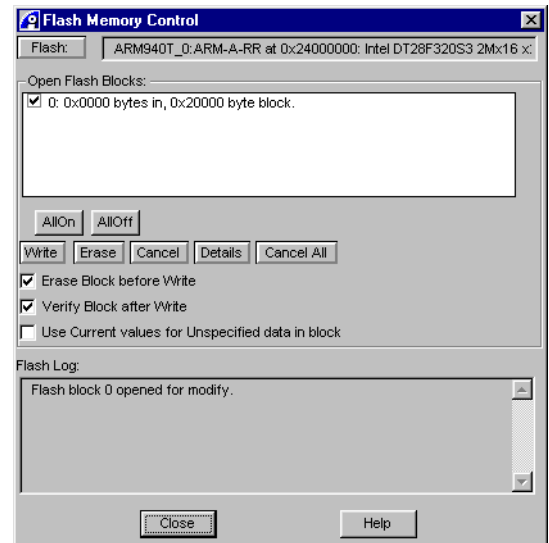 Flash Memory Control
Flash: ARM940T_0:ARM-A-RR at 0x24000000: Intel DT28F320S3 2Mx16 x:
Open Flash Blocks:
0: 0x0000 bytes in, 0x20000 byte block.
AllOn AllOff
Write Erase Cancel Details Cancel All
Erase Block before Write
Verify Block after Write
Use Current values for Unspecified data in block
Flash Log:
Flash block 0 opened for modify.
Close Help